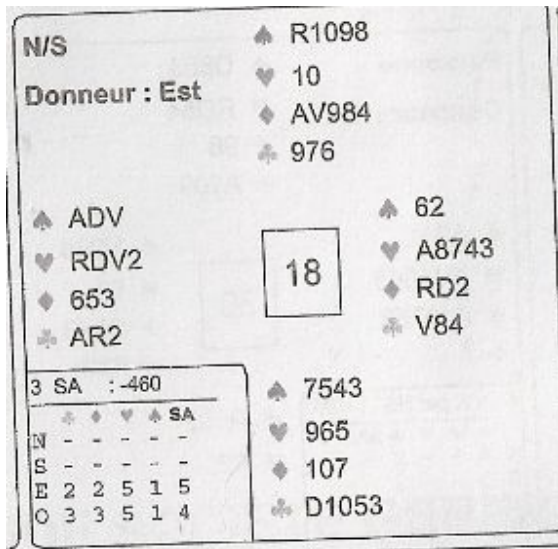 N/S
Donneur : Est
♠ R1098
♥ 10
♦ AV984
♣ 976
♠ ADV
♥ RDV2
♦ 653
♣ AR2
18
♠ 62
♥ A8743
♦ RD2
♣ V84
3 SA : -460
♣ ♦ ♥ ♠ SA
N - - - - -
S - - - - -
E 2 2 5 1 5
O 3 3 5 1 4
♠ 7543
♥ 965
♦ 107
♣ D1053